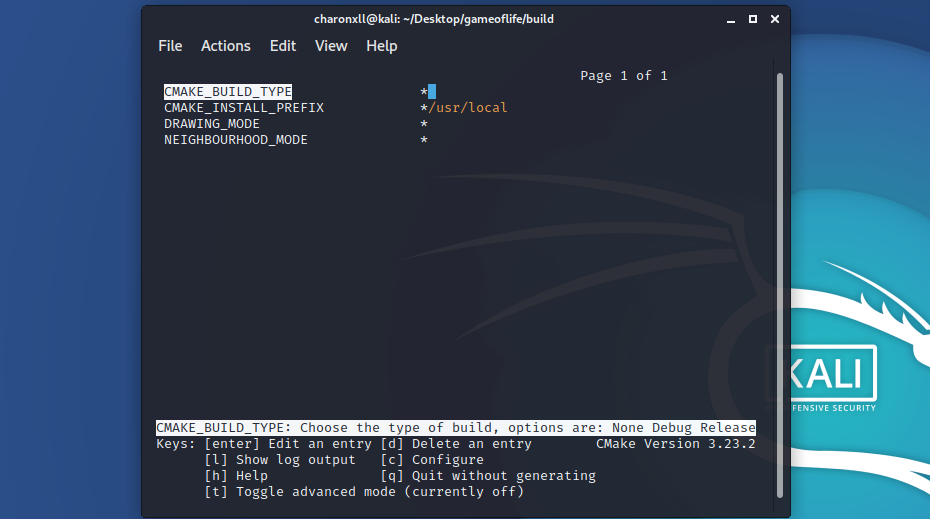 charonxll@kali: ~/Desktop/gameoflife/build
File Actions Edit View Help
Page 1 of 1
CMAKE_BUILD_TYPE *
CMAKE_INSTALL_PREFIX */usr/local
DRAWING_MODE *
NEIGHBOURHOOD_MODE *
CMAKE_BUILD_TYPE: Choose the type of build, options are: None Debug Release
Keys: [enter] Edit an entry [d] Delete an entry CMake Version 3.23.2
[l] Show log output [c] Configure
[h] Help [q] Quit without generating
[t] Toggle advanced mode (currently off)
KALI
FENSIVE SECURITY